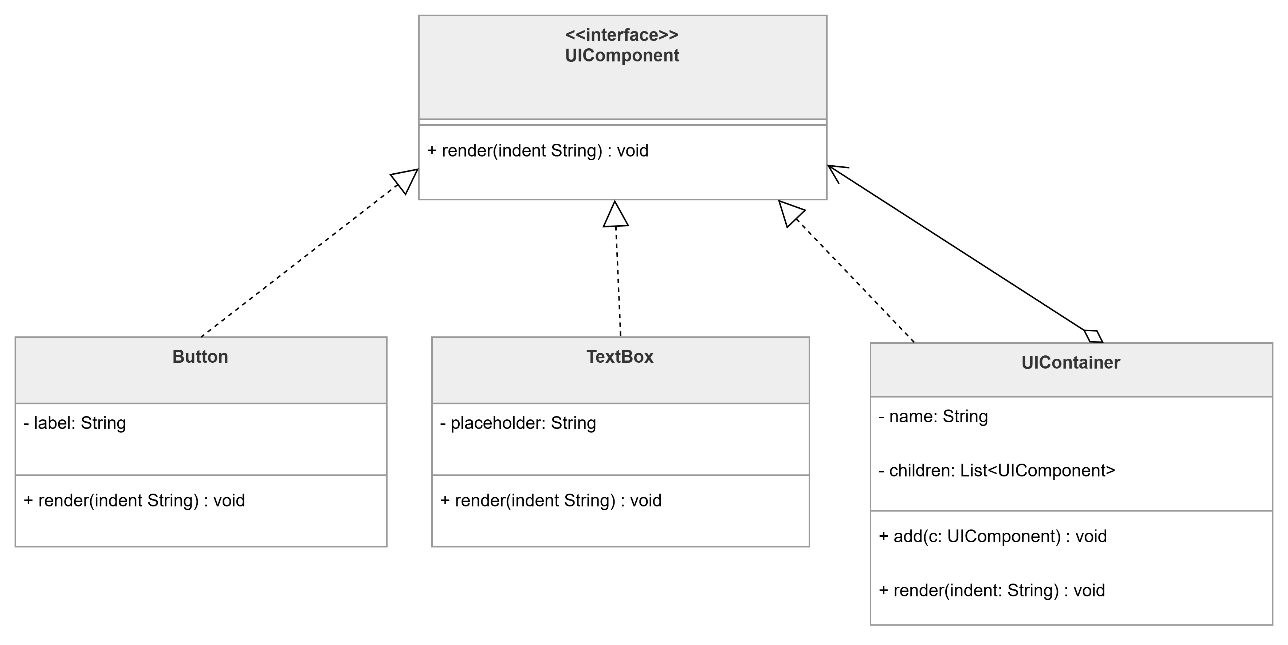 <<interface>>
UIComponent
+ render(indent String) : void
Button
- label: String
+ render(indent String) : void
TextBox
- placeholder: String
+ render(indent String) : void
UIContainer
- name: String
- children: List<UIComponent>
+ add(c: UIComponent) : void
+ render(indent: String) : void